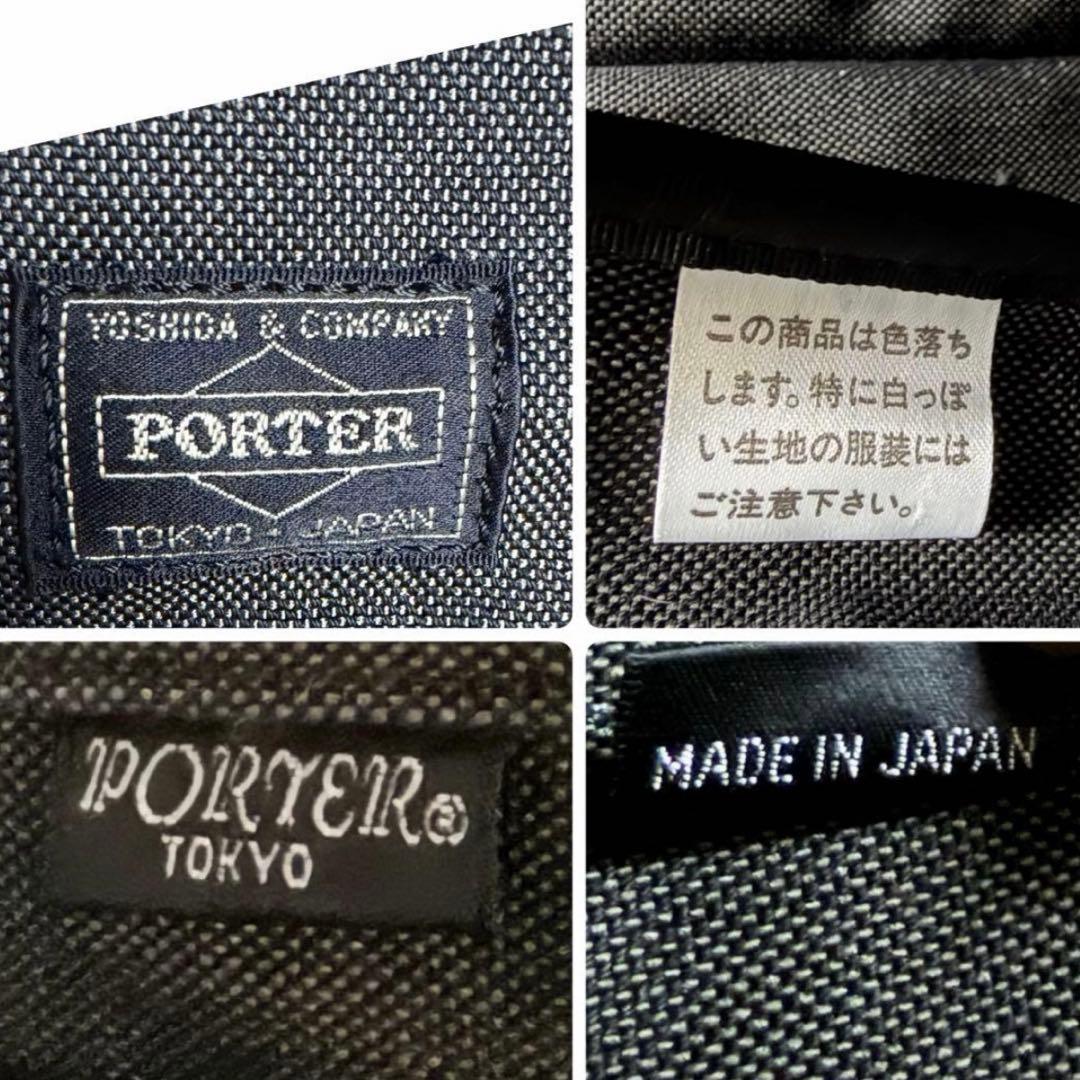 YOSHIDA & COMPANY
PORTER
TOKYO - JAPAN
この商品は色落ち
します。特に白っぽ
い生地の服装には
ご注意下さい。
PORTER®
TOKYO
MADE IN JAPAN